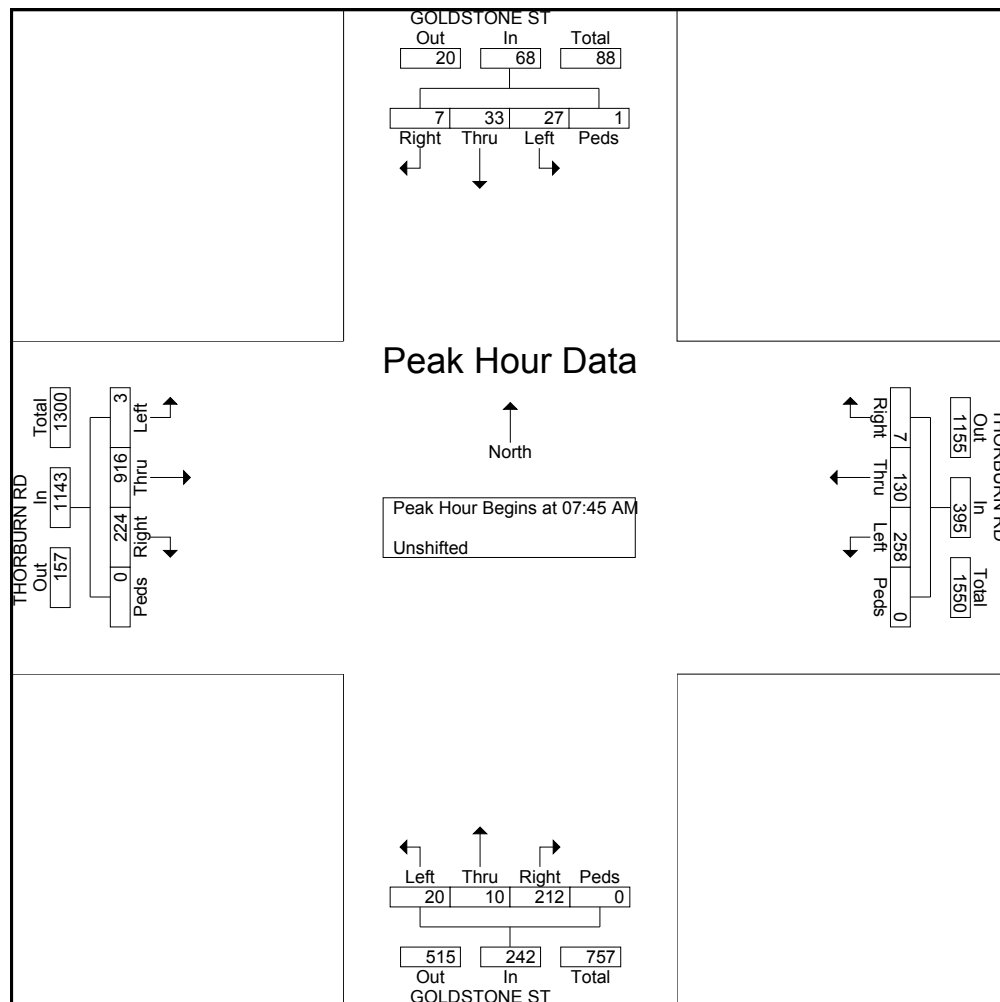 GOLDSTONE ST
Out In Total
20 68 88
7 33 27 1
Right Thru Left Peds
Peak Hour Data
North
Peak Hour Begins at 07:45 AM
Unshifted
THORBURN RD
Out In Total
157 1143 1300
0 224 916 3
Peds Right Thru Left
THORBURN RD
Out In Total
1155 395 1550
7 130 258 0
Right Thru Left Peds
Left Thru Right Peds
20 10 212 0
515 242 757
Out In Total
GOLDSTONE ST